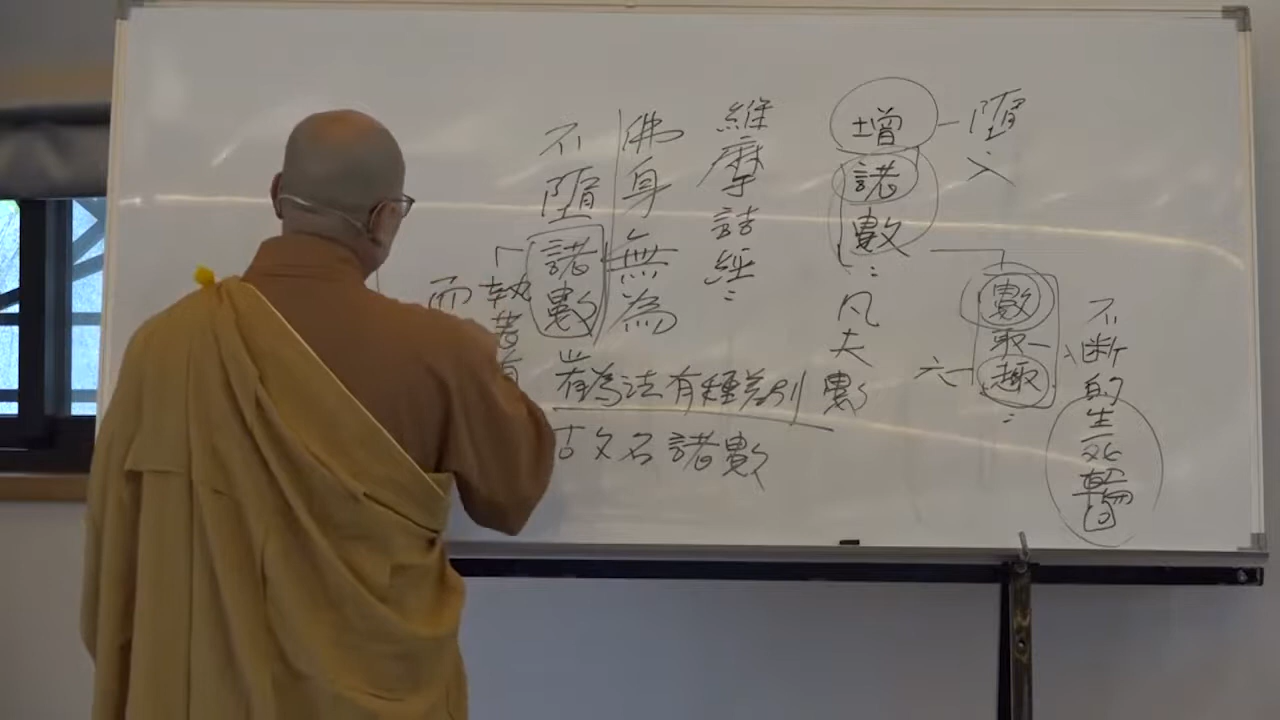 墮入
增諸數：
凡夫數
數取趣：
六
不斷的生死輪回
維摩詰經：
佛身無為
不墮諸數
有為法有種種差別
故名諸數
執著有
而